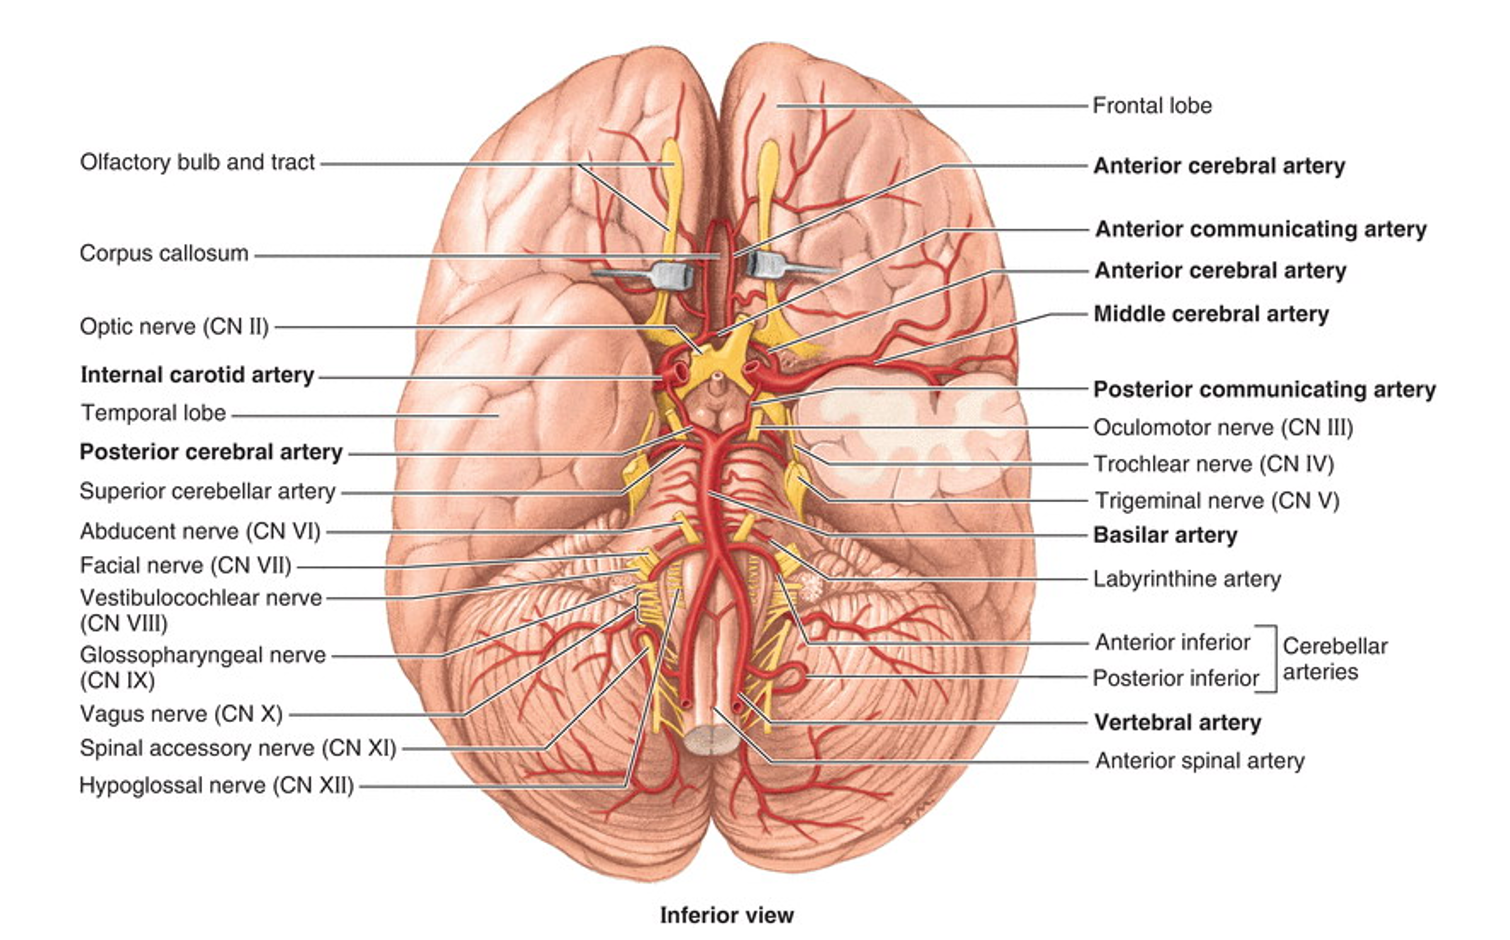 Olfactory bulb and tract
Corpus callosum
Optic nerve (CN II)
Internal carotid artery
Temporal lobe
Posterior cerebral artery
Superior cerebellar artery
Abducent nerve (CN VI)
Facial nerve (CN VII)
Vestibulocochlear nerve
(CN VIII)
Glossopharyngeal nerve
(CN IX)
Vagus nerve (CN X)
Spinal accessory nerve (CN XI)
Hypoglossal nerve (CN XII)
Frontal lobe
Anterior cerebral artery
Anterior communicating artery
Anterior cerebral artery
Middle cerebral artery
Posterior communicating artery
Oculomotor nerve (CN III)
Trochlear nerve (CN IV)
Trigeminal nerve (CN V)
Basilar artery
Labyrinthine artery
Anterior inferior
Posterior inferior
Cerebellar
arteries
Vertebral artery
Anterior spinal artery
Inferior view